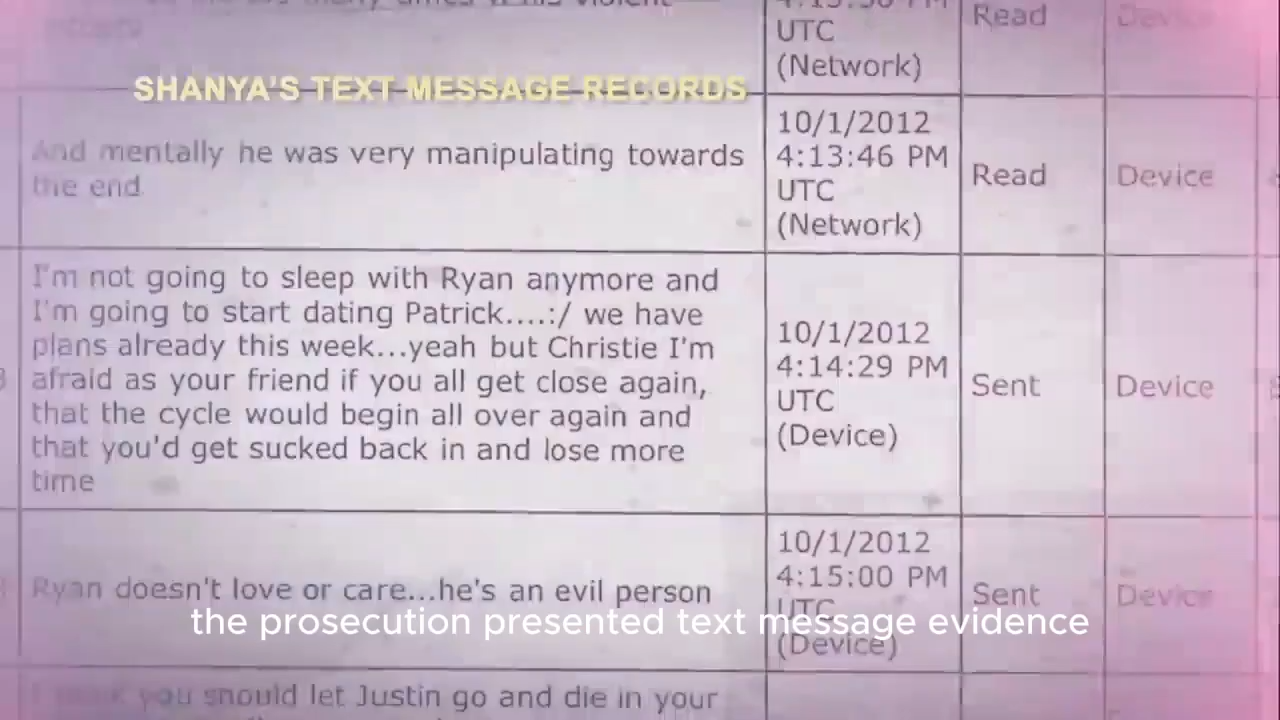 UTC
(Network)
Read
SHANYA'S TEXT MESSAGE RECORDS
And mentally he was very manipulating towards
the end
10/1/2012
4:13:46 PM
UTC
(Network)
Read
Device
I'm not going to sleep with Ryan anymore and
I'm going to start dating Patrick....:/ we have
plans already this week...yeah but Christie I'm
afraid as your friend if you all get close again,
that the cycle would begin all over again and
that you'd get sucked back in and lose more
time
10/1/2012
4:14:29 PM
UTC
(Device)
Sent
Device
Ryan doesn't love or care...he's an evil person
10/1/2012
4:15:00 PM
UTC
(Device)
Sent
Device
the prosecution presented text message evidence
you should let Justin go and die in your